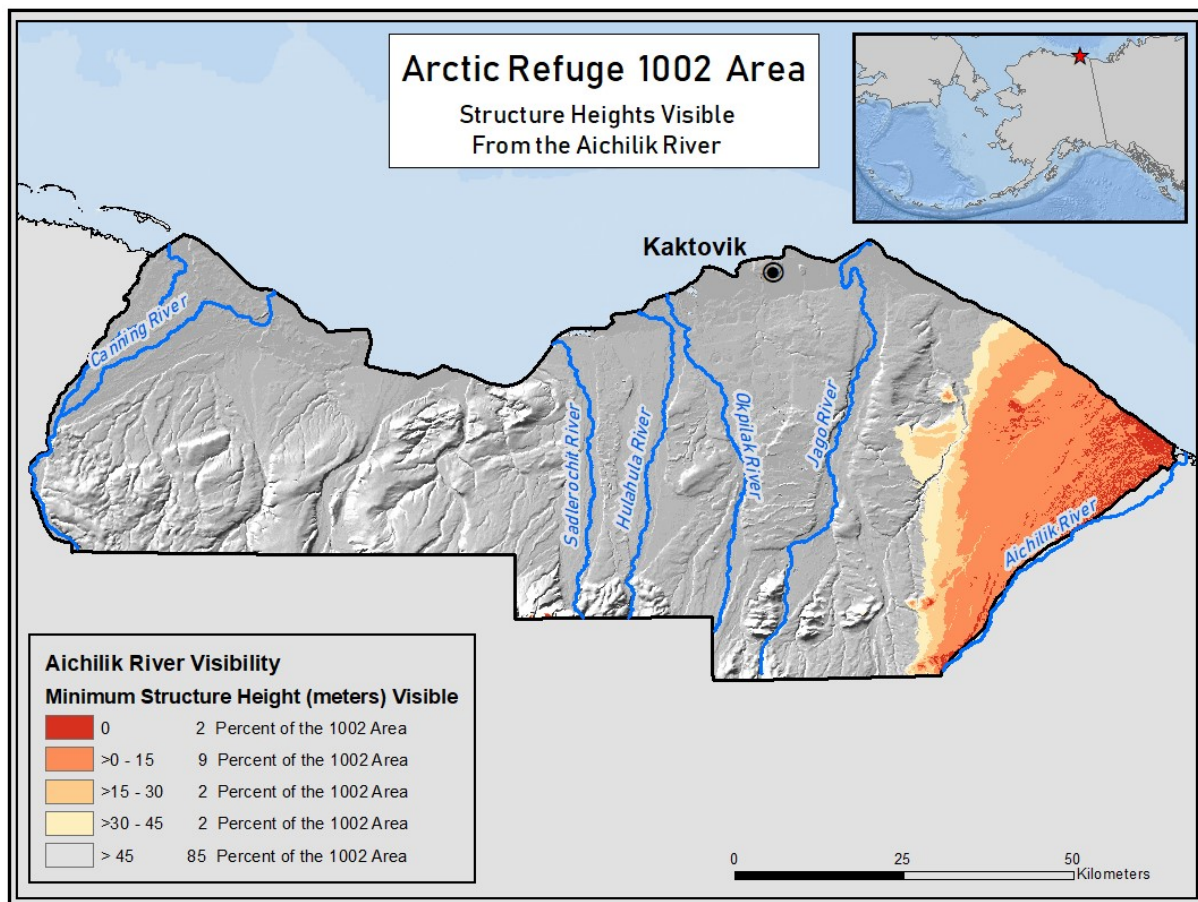 Arctic Refuge 1002 Area
Structure Heights Visible
From the Aichilik River
Kaktovik
Canning River
Sadlerochit River
Hulahula River
Okpilak River
Jago River
Aichilik River
Aichilik River Visibility
Minimum Structure Height (meters) Visible
0 2 Percent of the 1002 Area
>0 - 15 9 Percent of the 1002 Area
>15 - 30 2 Percent of the 1002 Area
>30 - 45 2 Percent of the 1002 Area
> 45 85 Percent of the 1002 Area
0 25 50
Kilometers